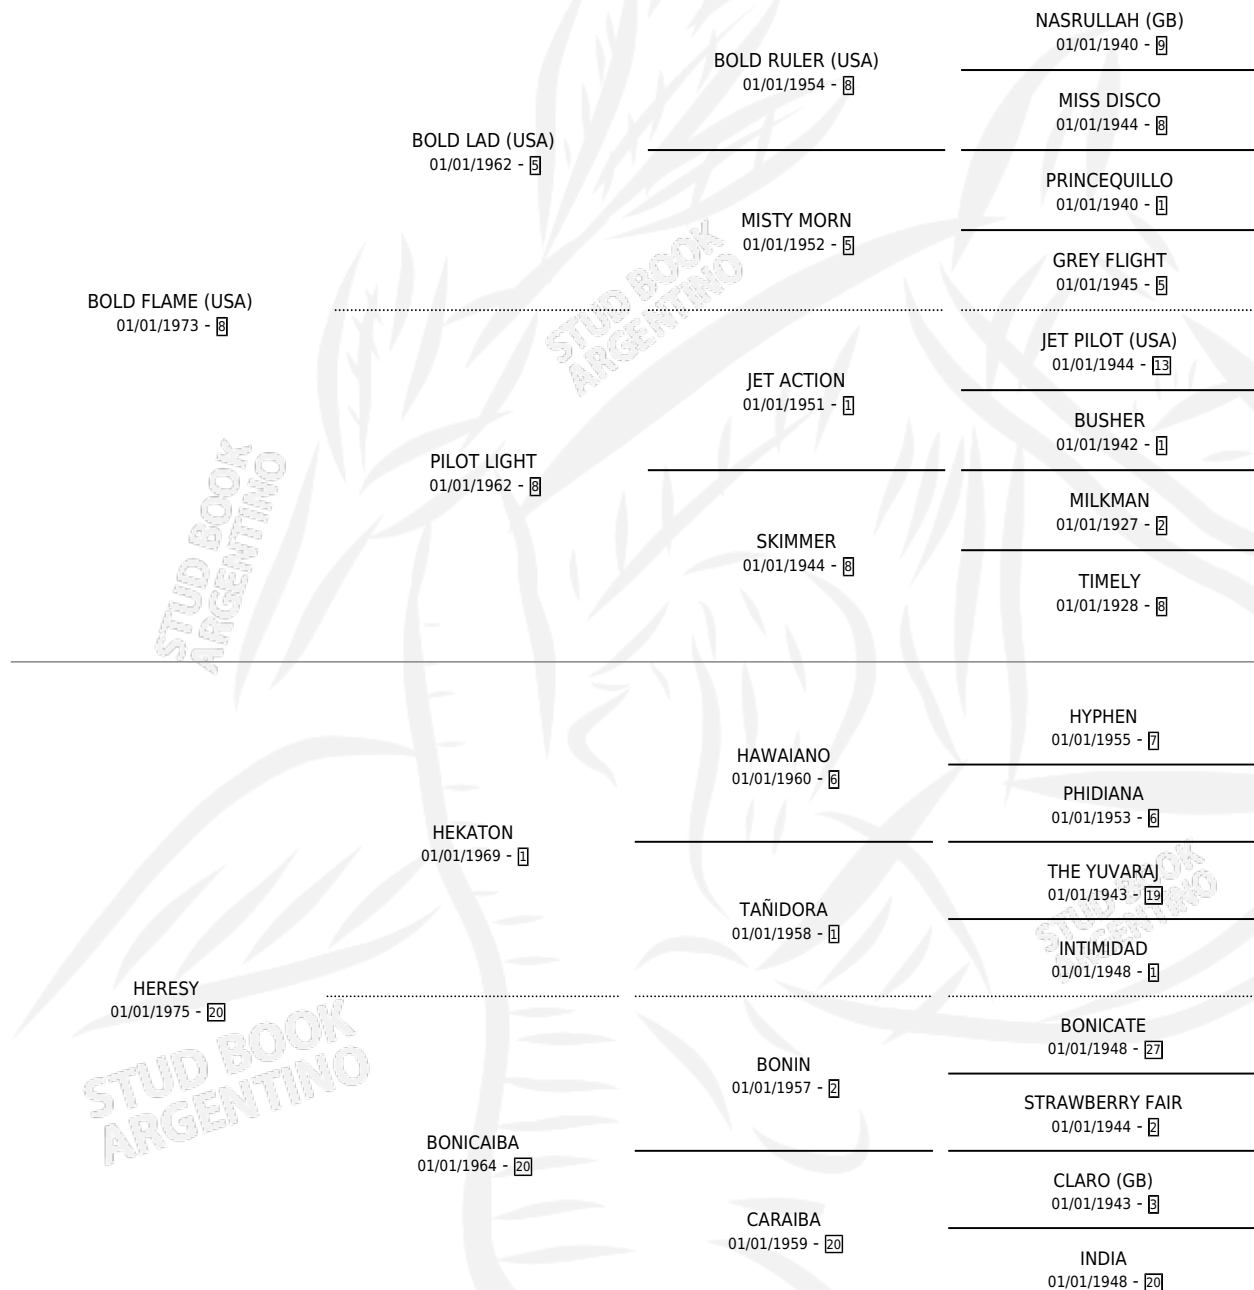 NASRULLAH (GB)
01/01/1940 - 9
BOLD RULER (USA)
01/01/1954 - 8
MISS DISCO
01/01/1944 - 8
BOLD LAD (USA)
01/01/1962 - 5
PRINCEQUILLO
01/01/1940 - 1
MISTY MORN
01/01/1952 - 5
GREY FLIGHT
01/01/1945 - 5
BOLD FLAME (USA)
01/01/1973 - 8
STUD BOOK
ARGENTINO
JET PILOT (USA)
01/01/1944 - 13
JET ACTION
01/01/1951 - 1
BUSHER
01/01/1942 - 1
PILOT LIGHT
01/01/1962 - 8
MILKMAN
01/01/1927 - 2
SKIMMER
01/01/1944 - 8
TIMELY
01/01/1928 - 8
STUD BOOK
ARGENTINO
HYPHEN
01/01/1955 - 7
HAWAIANO
01/01/1960 - 6
PHIDIANA
01/01/1953 - 6
HEKATON
01/01/1969 - 1
THE YUVARAJ
01/01/1943 - 19
TAÑIDORA
01/01/1958 - 1
STUD BOOK
ARGENTINO
INTIMIDAD
01/01/1948 - 1
HERESY
01/01/1975 - 20
STUD BOOK
ARGENTINO
BONICATE
01/01/1948 - 27
BONIN
01/01/1957 - 2
STRAWBERRY FAIR
01/01/1944 - 2
BONICAIBA
01/01/1964 - 20
CLARO (GB)
01/01/1943 - 3
CARAIBA
01/01/1959 - 20
INDIA
01/01/1948 - 20